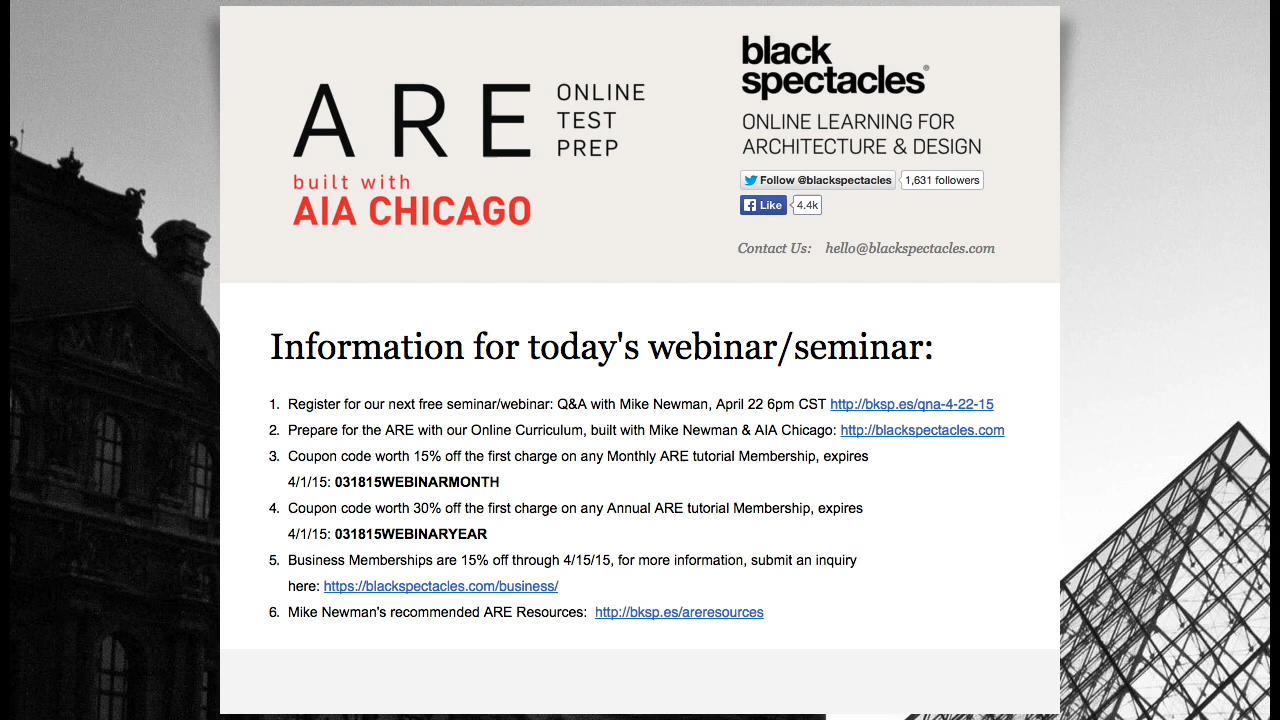 black
spectacles®
A R E ONLINE
TEST
PREP
built with
AIA CHICAGO
ONLINE LEARNING FOR
ARCHITECTURE & DESIGN
Follow @blackspectacles 1,631 followers
Like 4.4k
Contact Us: hello@blackspectacles.com
Information for today's webinar/seminar:
1. Register for our next free seminar/webinar: Q&A with Mike Newman, April 22 6pm CST http://bksp.es/qna-4-22-15
2. Prepare for the ARE with our Online Curriculum, built with Mike Newman & AIA Chicago: http://blackspectacles.com
3. Coupon code worth 15% off the first charge on any Monthly ARE tutorial Membership, expires
4/1/15: 031815WEBINARMONTH
4. Coupon code worth 30% off the first charge on any Annual ARE tutorial Membership, expires
4/1/15: 031815WEBINARYEAR
5. Business Memberships are 15% off through 4/15/15, for more information, submit an inquiry
here: https://blackspectacles.com/business/
6. Mike Newman's recommended ARE Resources: http://bksp.es/areresources